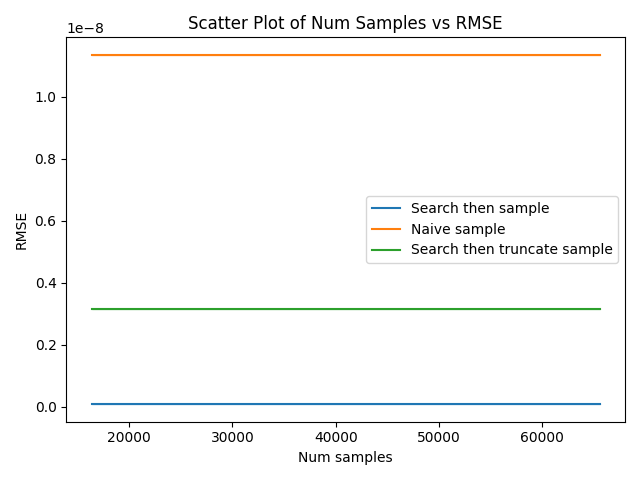 Scatter Plot of Num Samples vs RMSE
1e−8
1.0
0.8
0.6
0.4
0.2
0.0
RMSE
Search then sample
Naive sample
Search then truncate sample
20000 30000 40000 50000 60000
Num samples